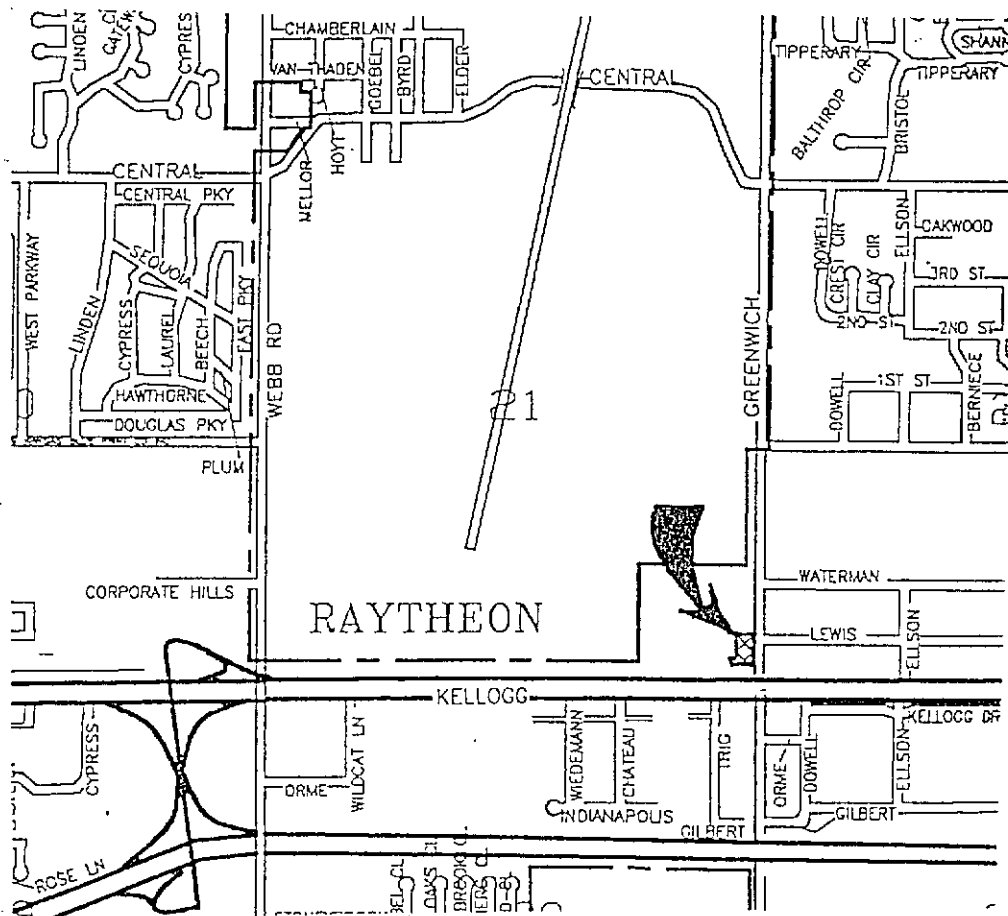 LINDEN
CYPRES
CHAMBERLAIN
VAN THADEN
GOEBEL
BYRD
ELDER
CENTRAL
TIPPERARY
SHANN
TIPPERARY
BALTHROP CIR
BRISTOL
HOYT
MELLOR
CENTRAL
CENTRAL PKY
WEST PARKWAY
LINDEN
SEQUOIA
CYPRESS
LAUREL
BEECH
EAST PKY
HAWTHORNE
DOUGLAS PKY
PLUM
WEBB RD
21
GREENWICH
DOWELL
CREST CIR
CLAY CIR
ELLSON
OAKWOOD
3RD ST
2ND ST
2ND ST
1ST ST
DOWELL
BERNIECE
CORPORATE HILLS
RAYTHEON
WATERMAN
LEWIS
ELLSON
KELLOGG
KELLOGG DR
CYPRESS
ORME
WILDCAT LN
WIEDEMANN
CHATEAU
TRIG
ORME
DOWELL
ELLSON
INDIANAPOLIS
GILBERT
GILBERT
ROSE LN